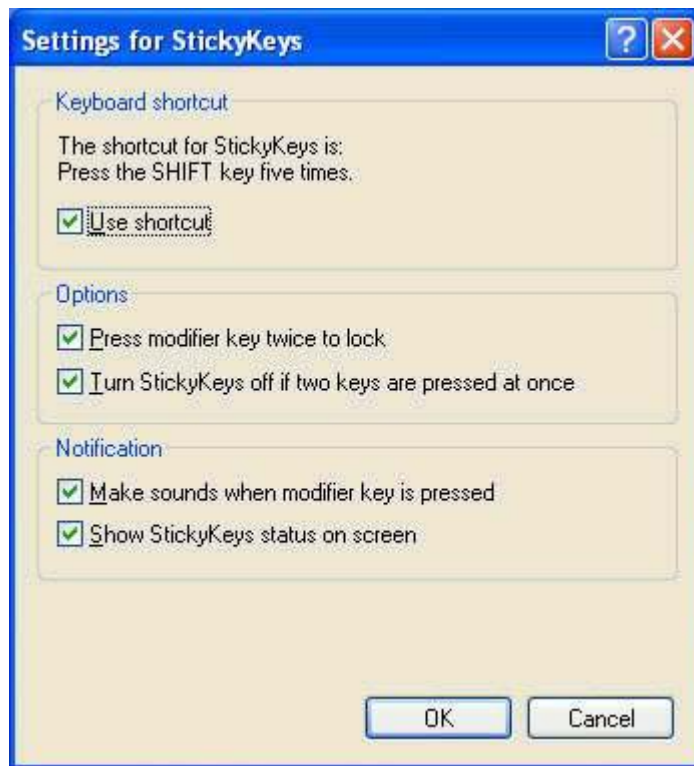 Settings for StickyKeys
?
Keyboard shortcut
The shortcut for StickyKeys is:
Press the SHIFT key five times.
Use shortcut
Options
Press modifier key twice to lock
Turn StickyKeys off if two keys are pressed at once
Notification
Make sounds when modifier key is pressed
Show StickyKeys status on screen
OK Cancel